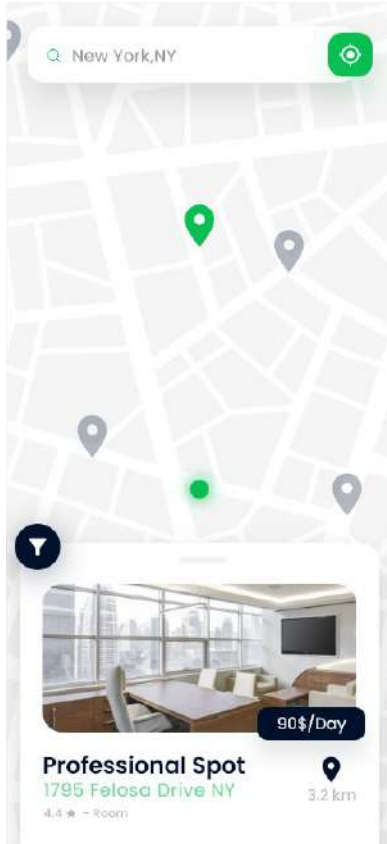 New York,NY
90$/Day
Professional Spot
1795 Felosa Drive NY
3.2 km
4.4 ★ - Room